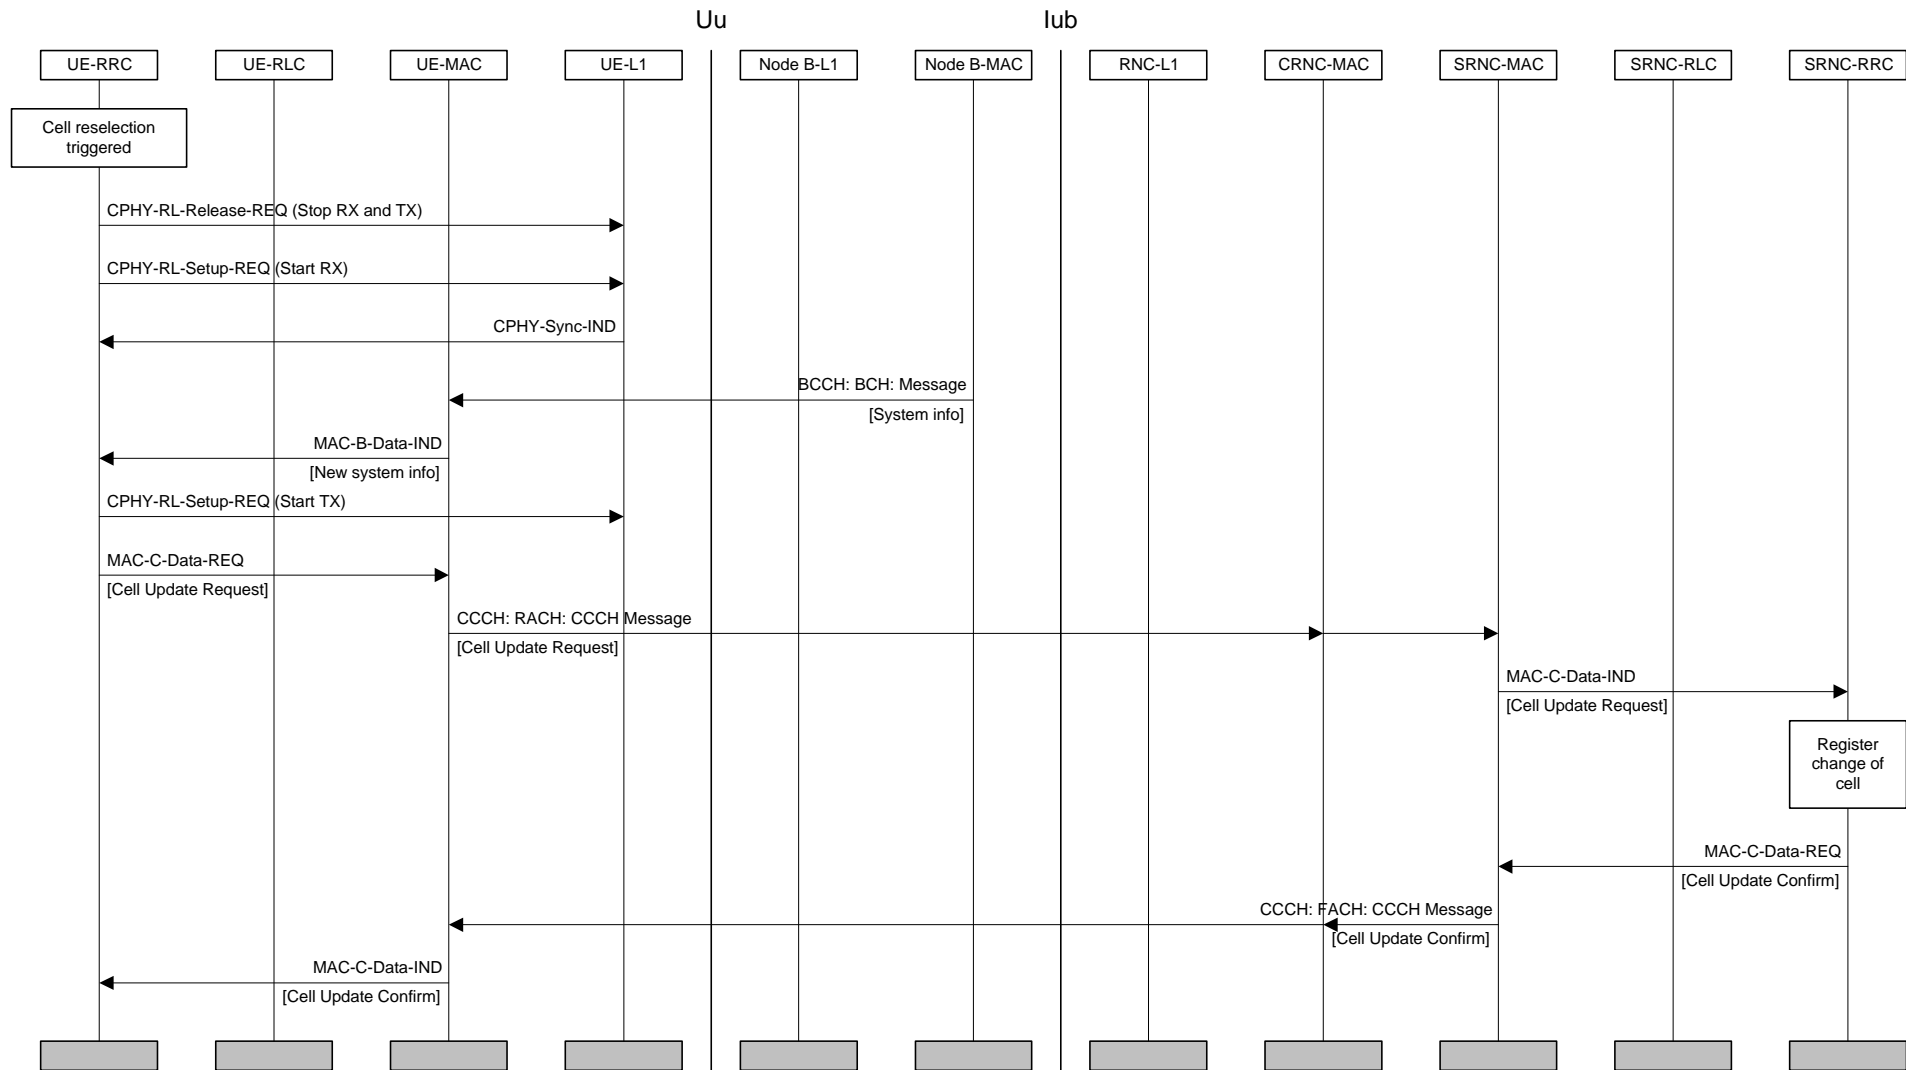 Uu
Iub
UE-RRC
UE-RLC
UE-MAC
UE-L1
Node B-L1
Node B-MAC
RNC-L1
CRNC-MAC
SRNC-MAC
SRNC-RLC
SRNC-RRC
Cell reselection
triggered
CPHY-RL-Release-REQ (Stop RX and TX)
CPHY-RL-Setup-REQ (Start RX)
CPHY-Sync-IND
BCCH: BCH: Message
[System info]
MAC-B-Data-IND
[New system info]
CPHY-RL-Setup-REQ (Start TX)
MAC-C-Data-REQ
[Cell Update Request]
CCCH: RACH: CCCH Message
[Cell Update Request]
MAC-C-Data-IND
[Cell Update Request]
Register
change of
cell
MAC-C-Data-REQ
[Cell Update Confirm]
CCCH: FACH: CCCH Message
[Cell Update Confirm]
MAC-C-Data-IND
[Cell Update Confirm]